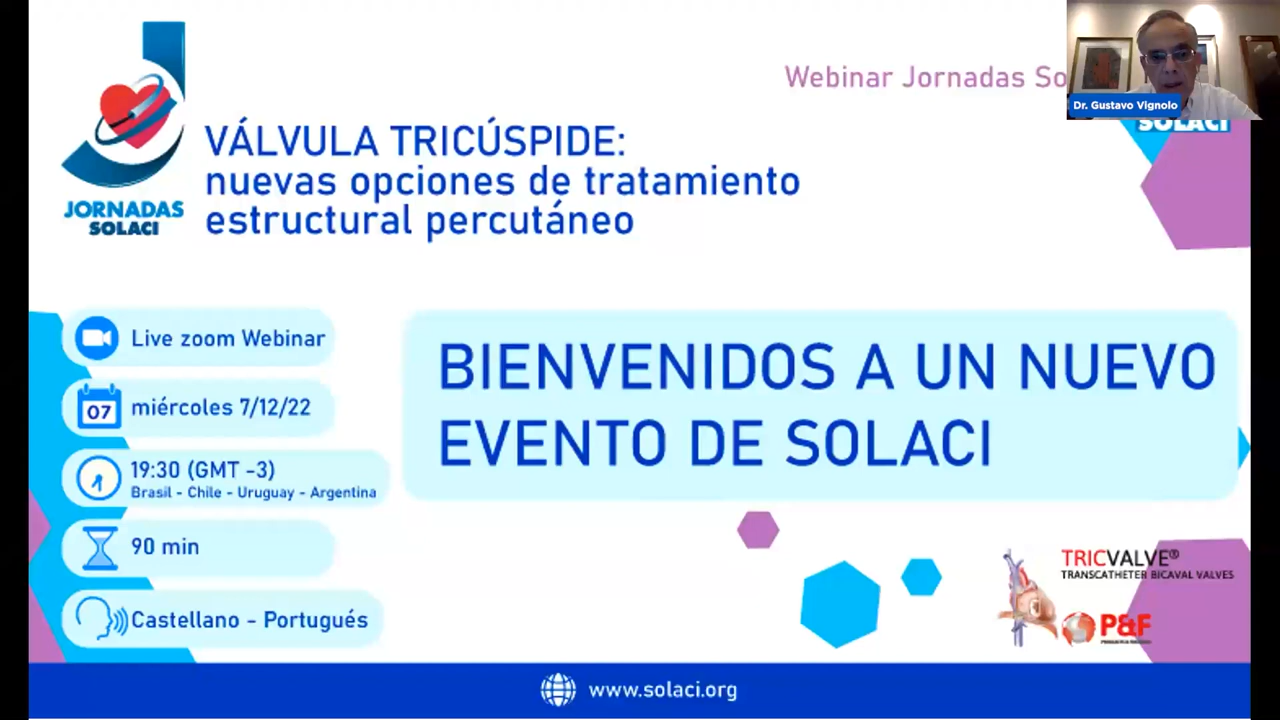 Webinar Jornadas So
Dr. Gustavo Vignolo
SOLACI
VÁLVULA TRICÚSPIDE:
nuevas opciones de tratamiento
estructural percutáneo
JORNADAS
SOLACI
Live zoom Webinar
07
miércoles 7/12/22
19:30 (GMT -3)
Brasil - Chile - Uruguay - Argentina
90 min
Castellano - Portugués
BIENVENIDOS A UN NUEVO
EVENTO DE SOLACI
TRICVALVE®
TRANSCATHETER BICAVAL VALVES
P&F
www.solaci.org